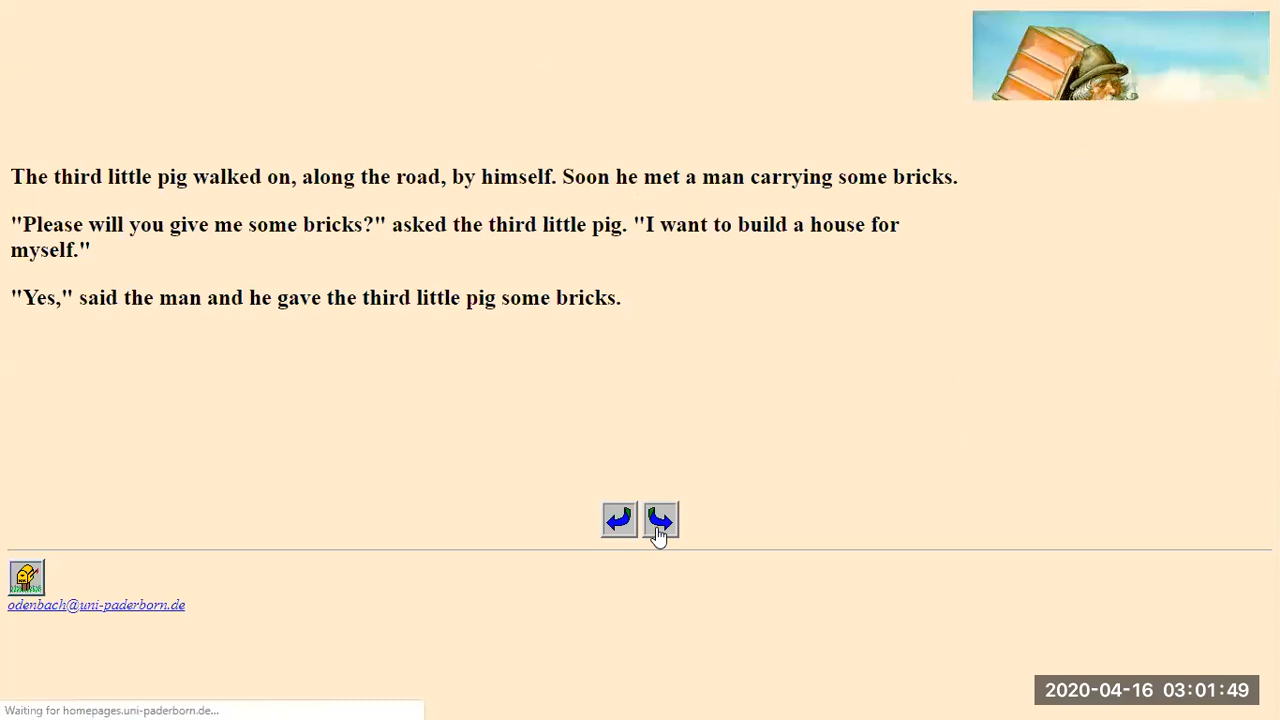 The third little pig walked on, along the road, by himself. Soon he met a man carrying some bricks.
"Please will you give me some bricks?" asked the third little pig. "I want to build a house for
myself."
"Yes," said the man and he gave the third little pig some bricks.
odenbach@uni-paderborn.de
2020-04-16 03:01:49
Waiting for homepages.uni-paderborn.de...